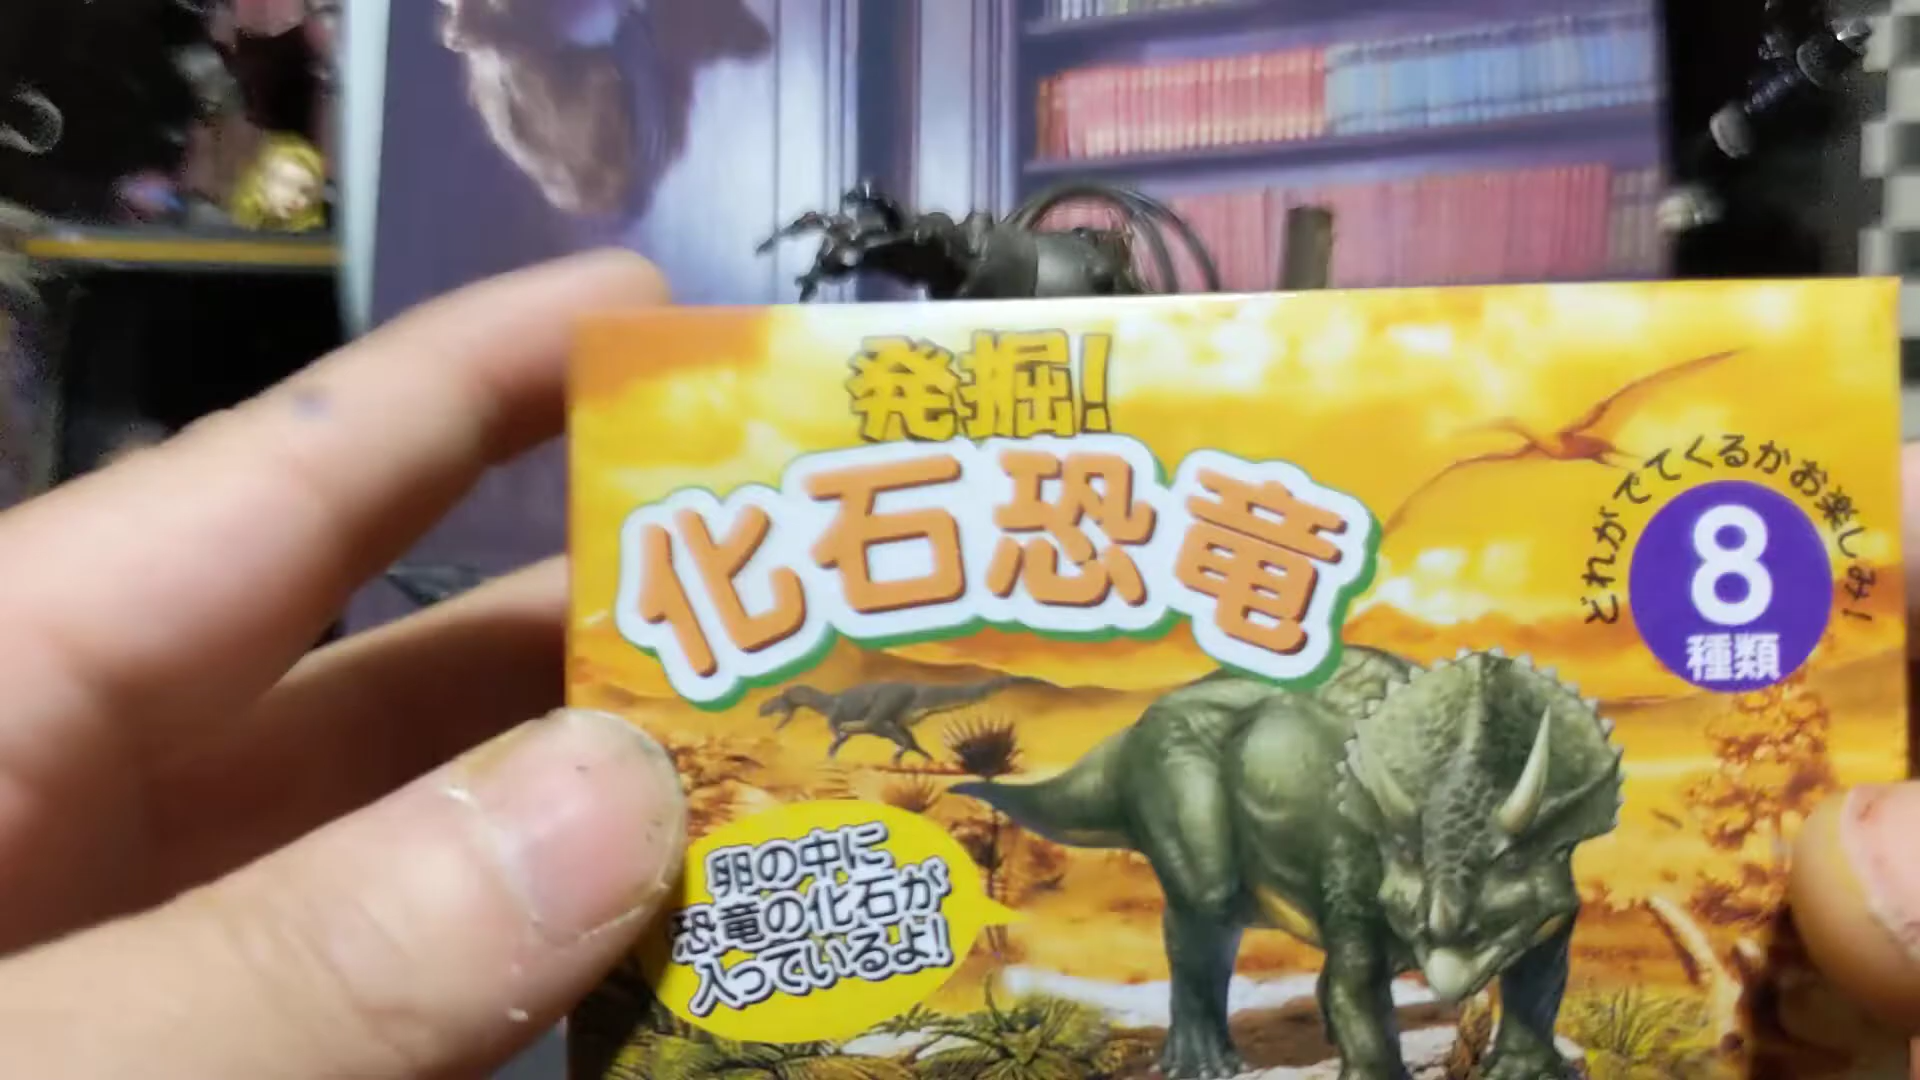 発掘!
化石恐竜
どれがでてくるかお楽しみ!
8
種類
卵の中に
恐竜の化石が
入っているよ!